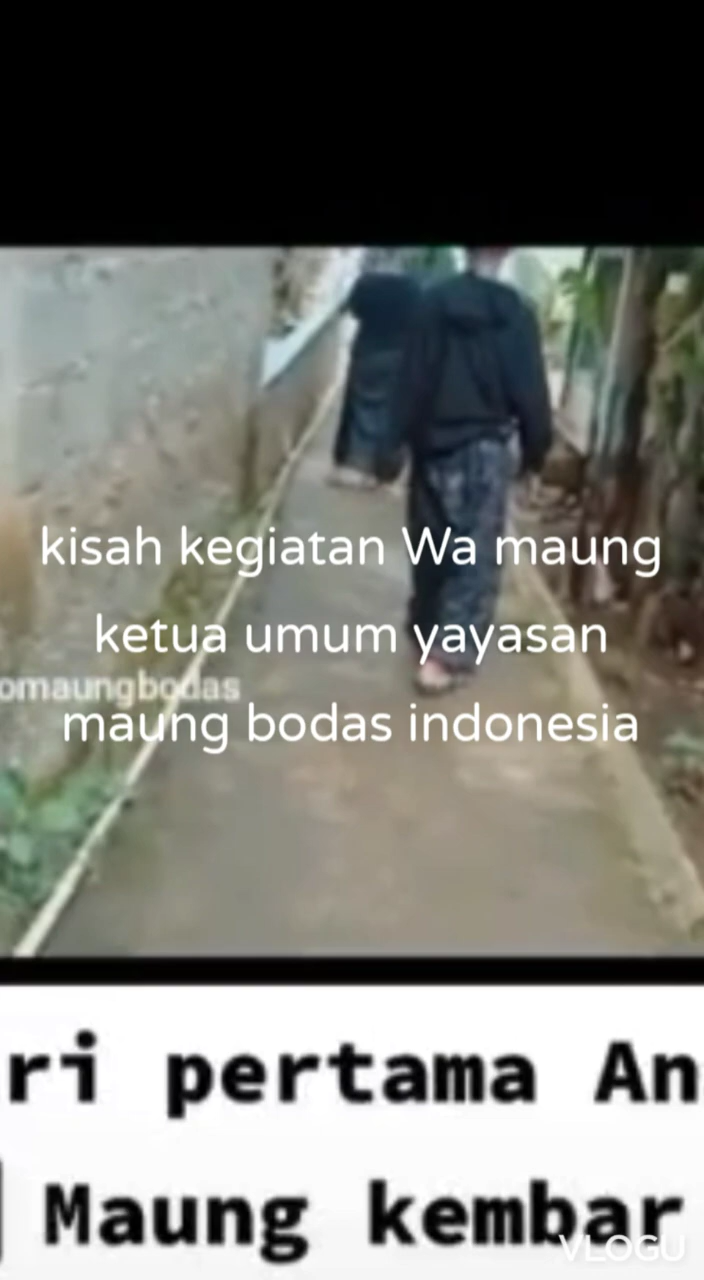 kisah kegiatan Wa maung
ketua umum yayasan
omaungbodas
maung bodas indonesia
ri pertama An
Maung kembar
VLOGU